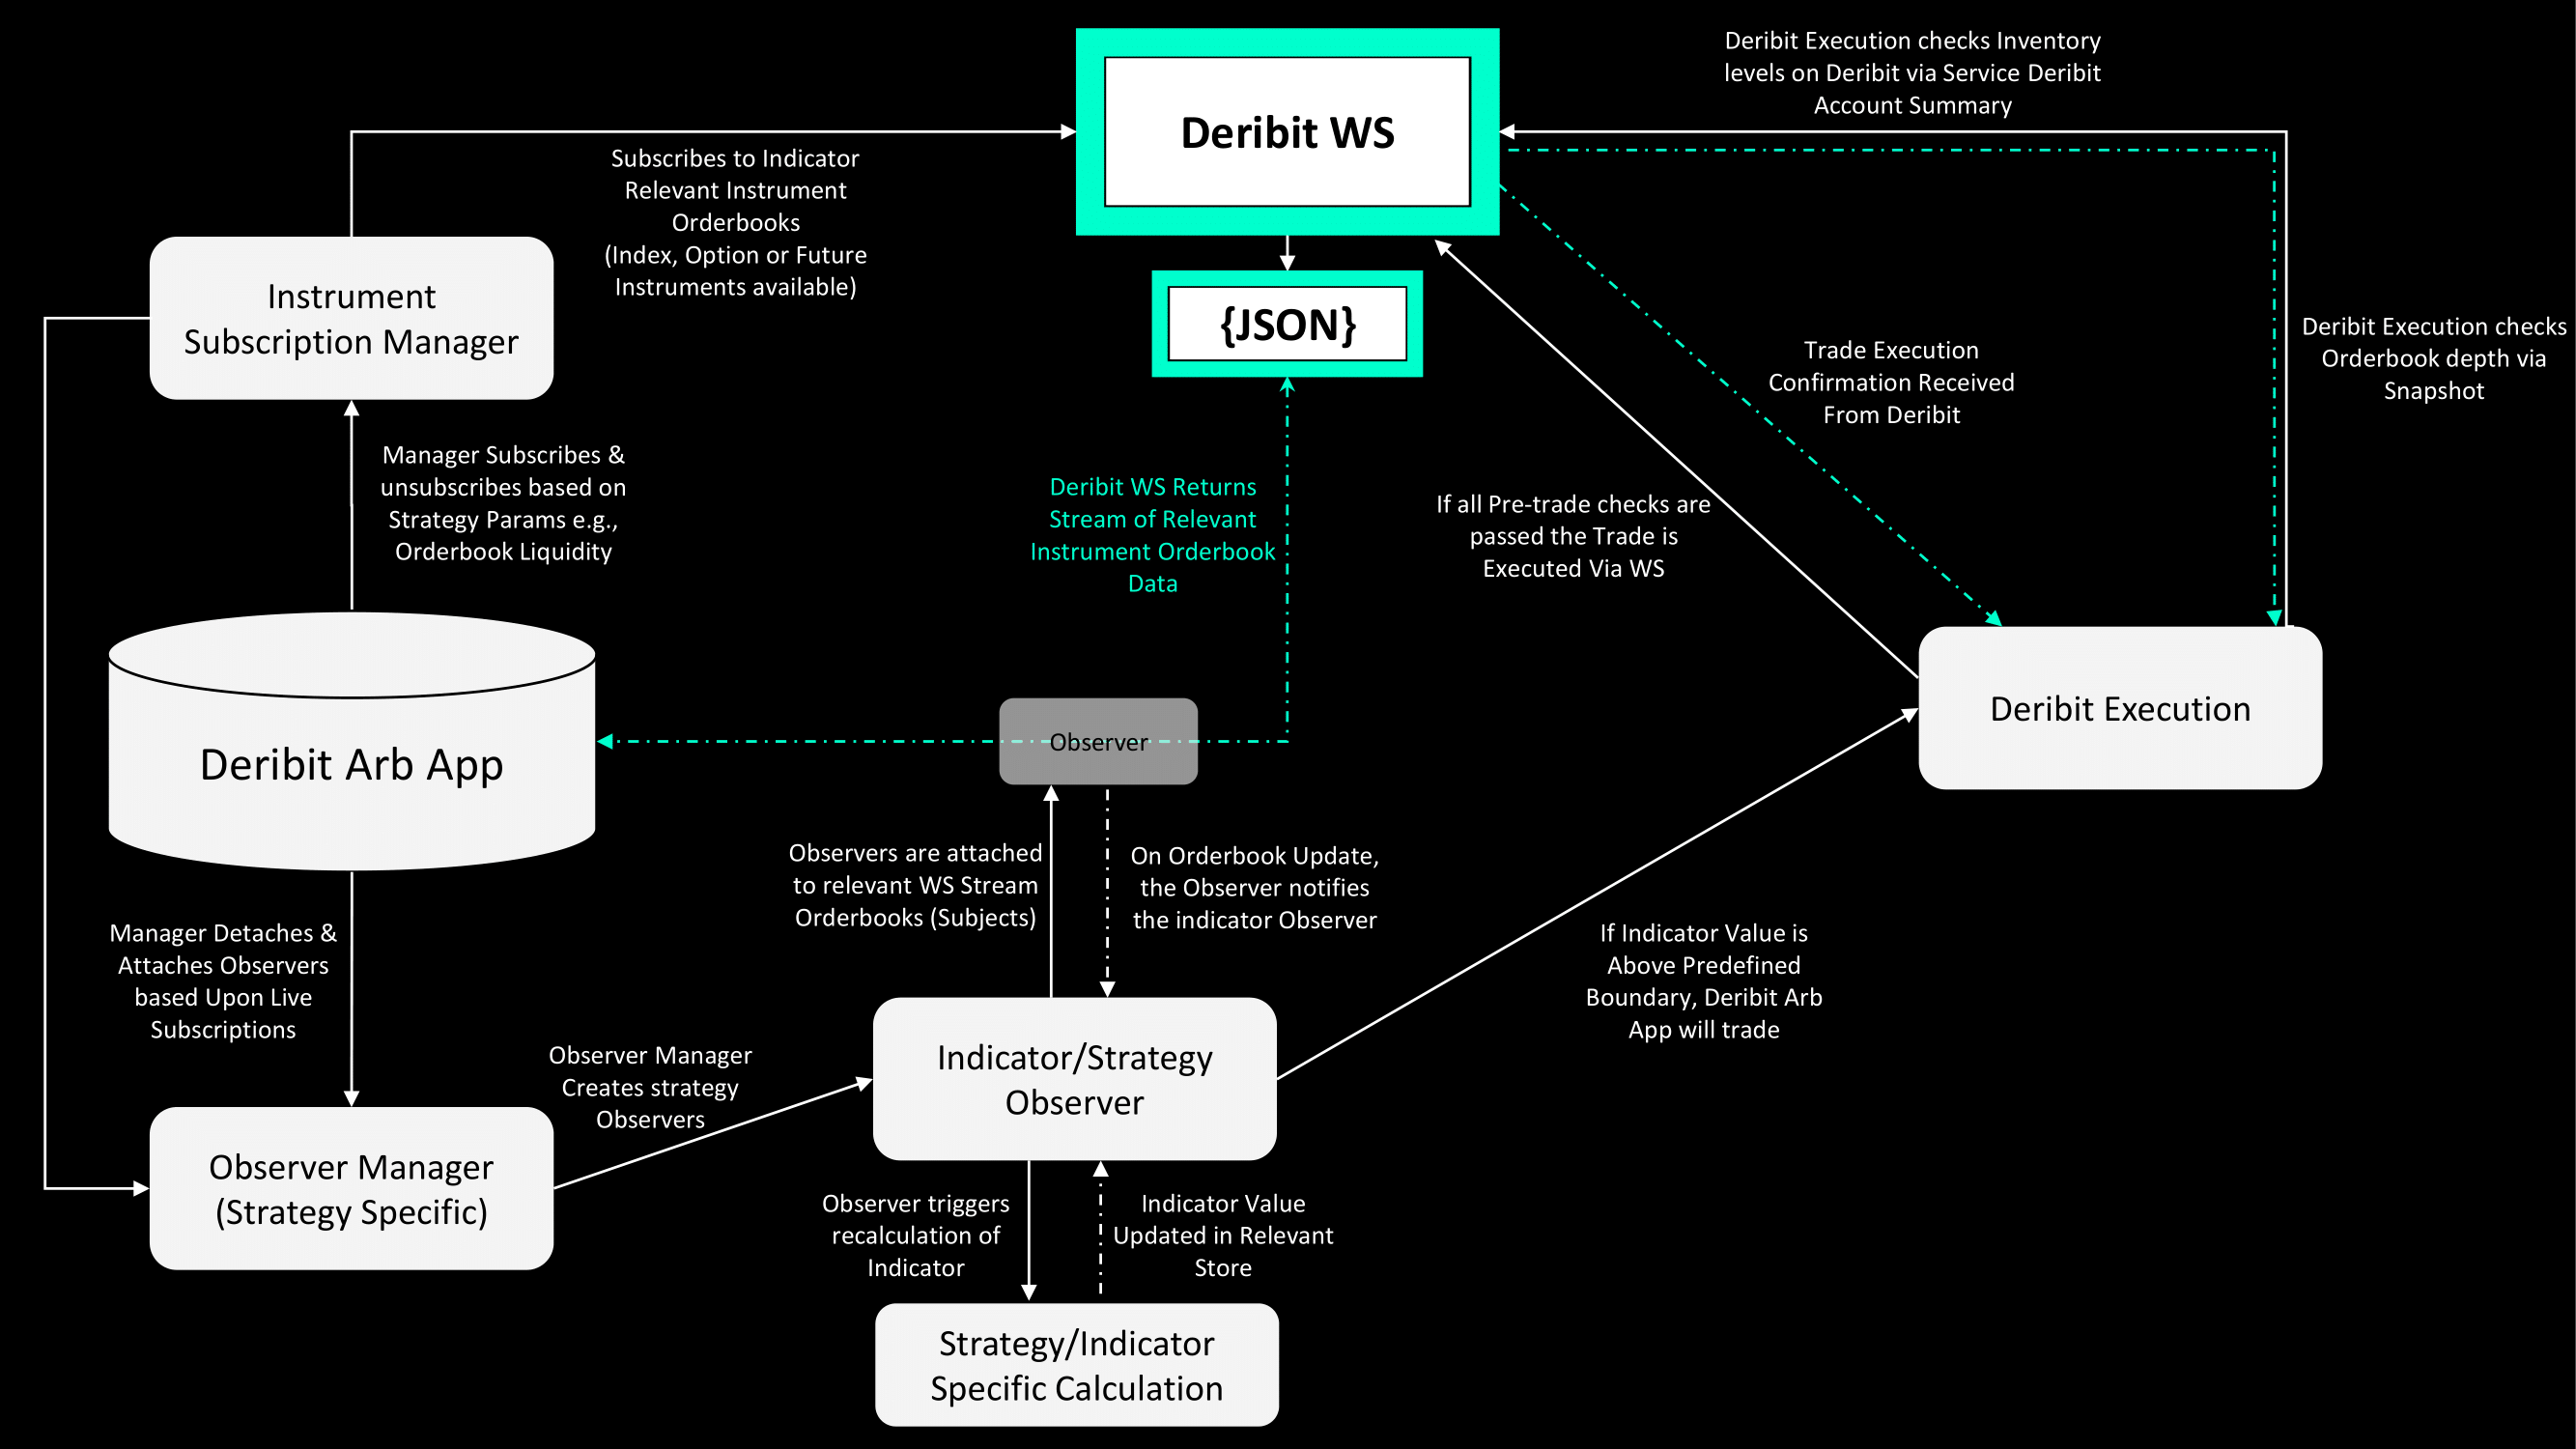 Deribit Execution checks Inventory
levels on Deribit via Service Deribit
Account Summary
Deribit WS
Subscribes to Indicator
Relevant Instrument
Orderbooks
(Index, Option or Future
Instruments available)
Instrument
Subscription Manager
{JSON}
Trade Execution
Confirmation Received
From Deribit
Deribit Execution checks
Orderbook depth via
Snapshot
Manager Subscribes &
unsubscribes based on
Strategy Params e.g.,
Orderbook Liquidity
Deribit WS Returns
Stream of Relevant
Instrument Orderbook
Data
If all Pre-trade checks are
passed the Trade is
Executed Via WS
Deribit Arb App
Observer
Deribit Execution
Observers are attached
to relevant WS Stream
Orderbooks (Subjects)
On Orderbook Update,
the Observer notifies
the indicator Observer
Manager Detaches &
Attaches Observers
based Upon Live
Subscriptions
If Indicator Value is
Above Predefined
Boundary, Deribit Arb
App will trade
Observer Manager
Creates strategy
Observers
Indicator/Strategy
Observer
Observer Manager
(Strategy Specific)
Observer triggers
recalculation of
Indicator
Indicator Value
Updated in Relevant
Store
Strategy/Indicator
Specific Calculation